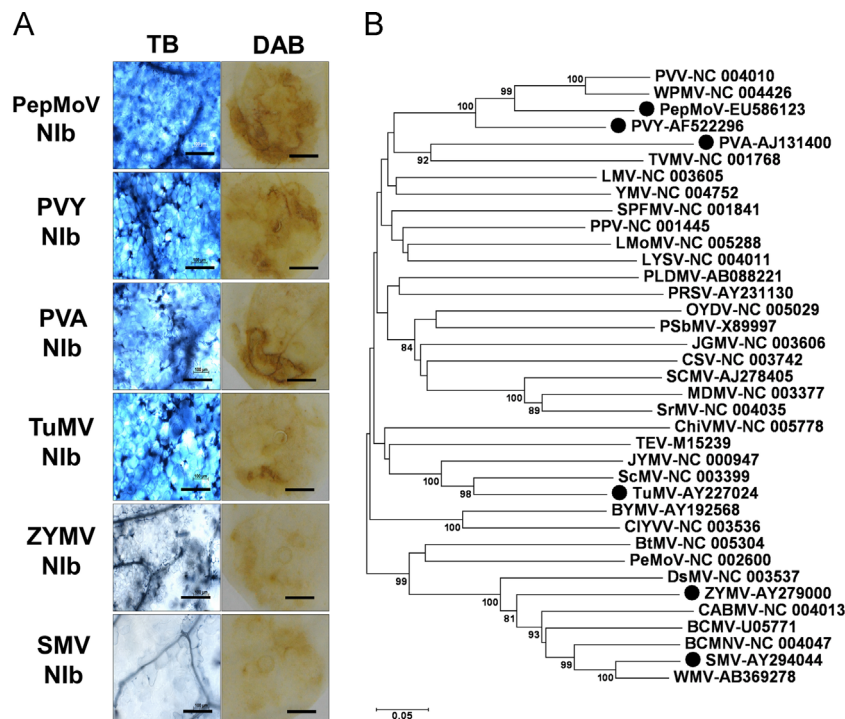 A
TB DAB
PepMoV
NIb
PVY
NIb
PVA
NIb
TuMV
NIb
ZYMV
NIb
SMV
NIb
B
PVV-NC 004010
WPMV-NC 004426
PepMoV-EU586123
PVY-AF522296
PVA-AJ131400
TVMV-NC 001768
LMV-NC 003605
YMV-NC 004752
SPFMV-NC 001841
PPV-NC 001445
LMoMV-NC 005288
LYSV-NC 004011
PLDMV-AB088221
PRSV-AY231130
OYDV-NC 005029
PSbMV-X89997
JGMV-NC 003606
CSV-NC 003742
SCMV-AJ278405
MDMV-NC 003377
SrMV-NC 004035
ChiVMV-NC 005778
TEV-M15239
JYMV-NC 000947
ScMV-NC 003399
TuMV-AY227024
BYMV-AY192568
ClYVV-NC 003536
BtMV-NC 005304
PeMoV-NC 002600
DsMV-NC 003537
ZYMV-AY279000
CABMV-NC 004013
BCMV-U05771
BCMNV-NC 004047
SMV-AY294044
WMV-AB369278
100
99
100
92
84
100
89
100
98
100
99
100
81
93
99
100
0.05